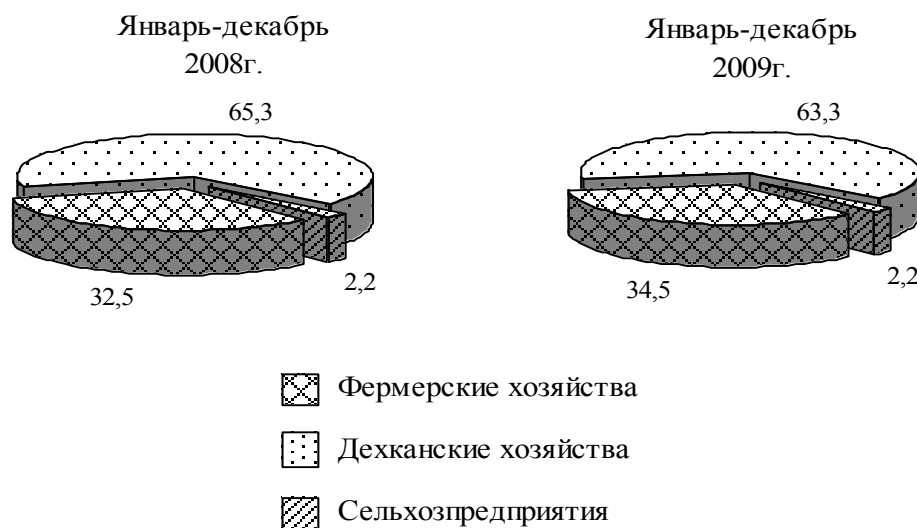 Январь-декабрь
2008г.
65,3
32,5
2,2
Январь-декабрь
2009г.
63,3
34,5
2,2
Фермерские хозяйства
Дехканские хозяйства
Сельхозпредприятия